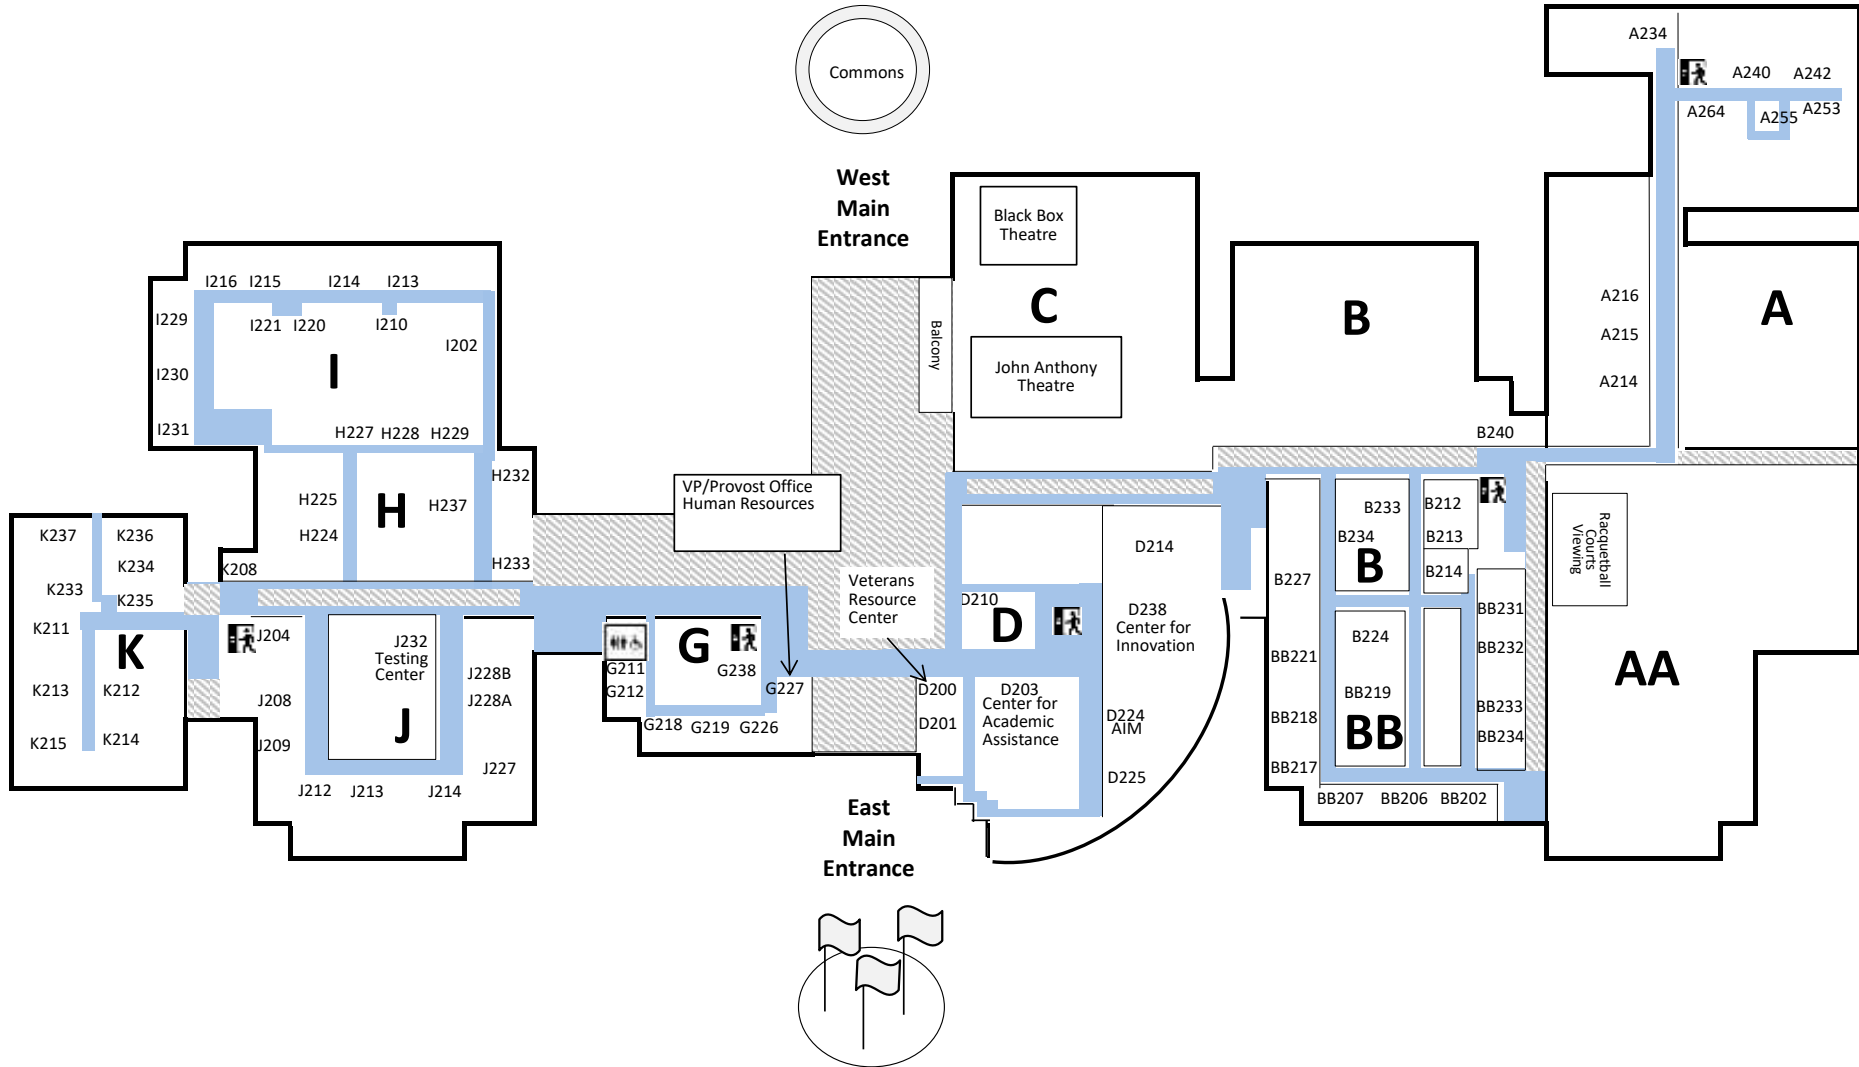 Commons
West
Main
Entrance
A234
A240
A242
A264
A255
A253
Black Box
Theatre
C
Balcony
John Anthony
Theatre
B
A
A216
A215
A214
B240
I216
I215
I214
I213
I229
I221
I220
I210
I202
I
I230
I231
H227
H228
H229
H232
H225
H
H237
H224
H233
VP/Provost Office
Human Resources
K237
K236
K234
K208
K233
K235
K211
K
K213
K212
K215
K214
J204
J232
Testing
Center
J228B
J228A
J208
J
J209
J227
J212
J213
J214
G
G211
G212
G238
G227
G218
G219
G226
Veterans
Resource
Center
D214
D210
D
D238
Center for
Innovation
D200
D201
D203
Center for
Academic
Assistance
D224
AIM
D225
B233
B234
B
B212
B213
B214
B227
B224
BB221
BB219
BB218
BB
BB217
BB231
BB232
BB233
BB234
BB207
BB206
BB202
Racquetball
Courts
Viewing
AA
East
Main
Entrance